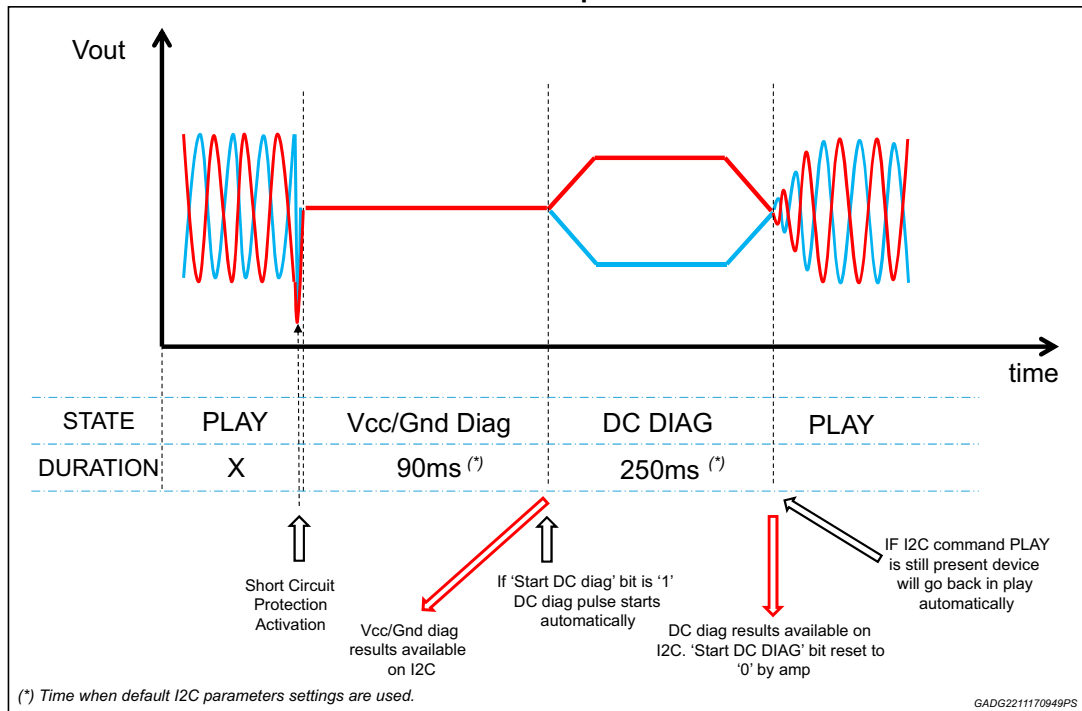 Vout
time
STATE PLAY Vcc/Gnd Diag DC DIAG PLAY
DURATION X 90ms (*) 250ms (*)
Short Circuit
Protection
Activation
Vcc/Gnd diag
results available
on I2C
If ‘Start DC diag’ bit is ‘1’
DC diag pulse starts
automatically
DC diag results available on
I2C. ‘Start DC DIAG’ bit reset to
‘0’ by amp
IF I2C command PLAY
is still present device
will go back in play
automatically
(*) Time when default I2C parameters settings are used.
GADG2211170949PS